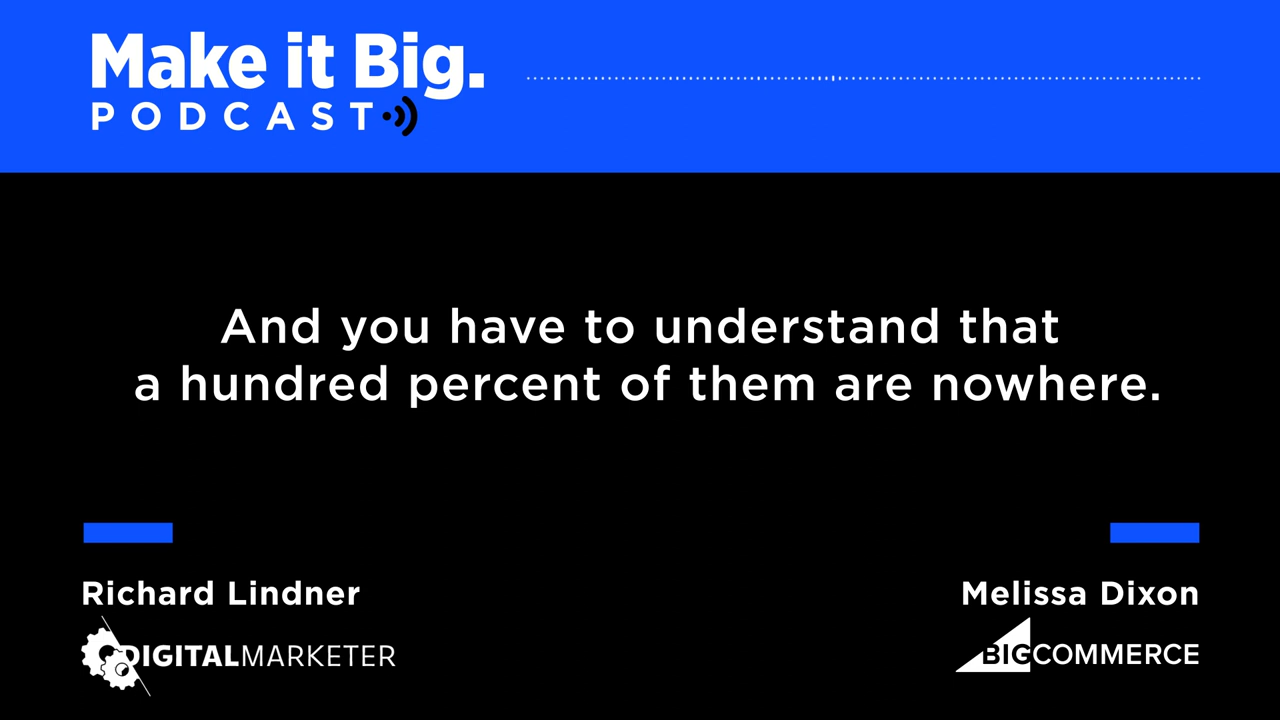 Make it Big.
PODCAST
And you have to understand that
a hundred percent of them are nowhere.
Richard Lindner
Melissa Dixon
DIGITALMARKETER
BIGCOMMERCE